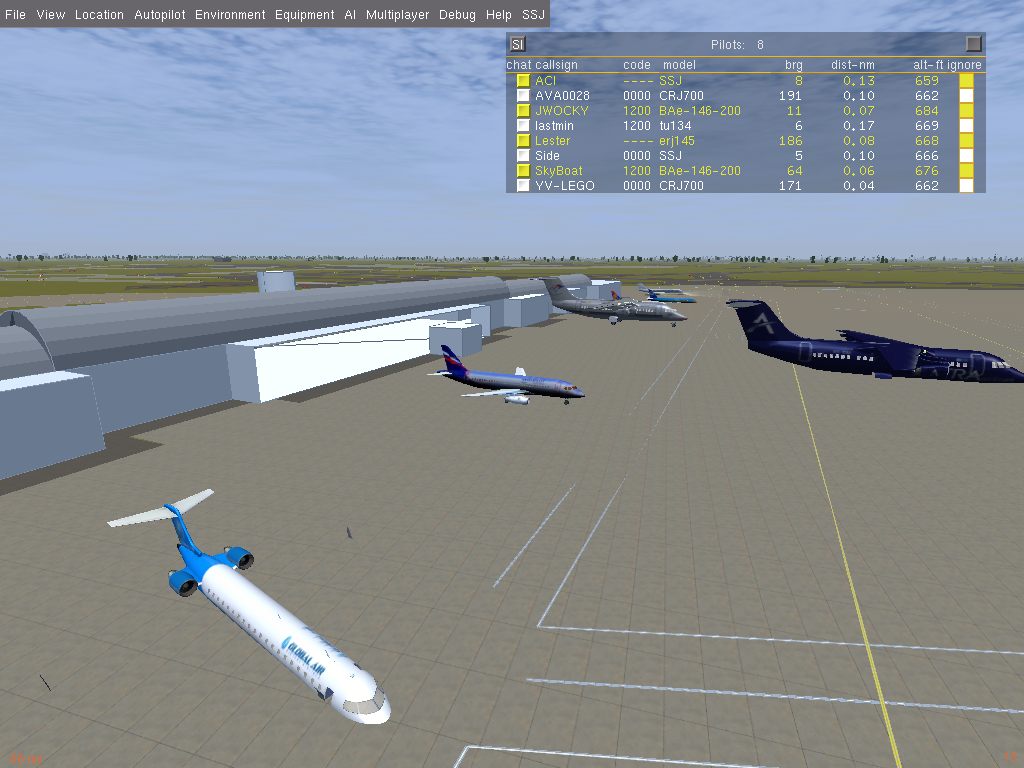 File View Location Autopilot Environment Equipment AI Multiplayer Debug Help SSJ
SI Pilots: 8
chat callsign code model brg dist-nm alt-ft ignore
ACI ---- SSJ 8 0.13 659
AVA0028 0000 CRJ700 191 0.10 662
JWOCKY 1200 BAe-146-200 11 0.07 684
lastmin 1200 tu134 6 0.17 669
Lester ---- erj145 186 0.08 668
Side 0000 SSJ 5 0.10 666
SkyBoat 1200 BAe-146-200 64 0.06 676
YV-LEGO 0000 CRJ700 171 0.04 662
A
GLOBAL AIR